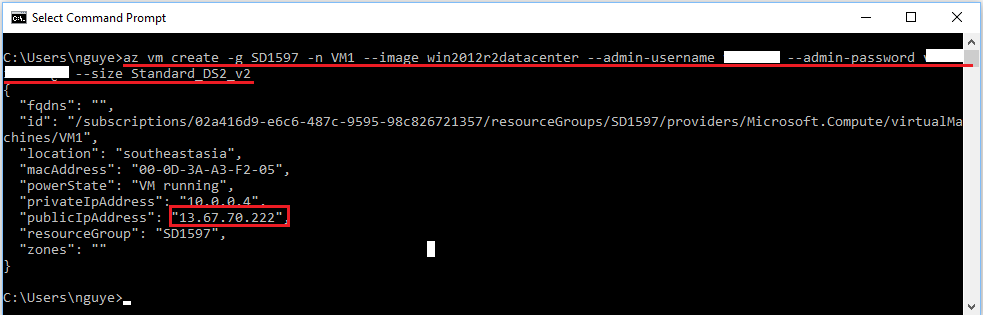 Select Command Prompt
C:\Users\nguye>az vm create -g SD1597 -n VM1 --image win2012r2datacenter --admin-username --admin-password
--size Standard_DS2_v2
{
"fqdns": "",
"id": "/subscriptions/02a416d9-e6c6-487c-9595-98c826721357/resourceGroups/SD1597/providers/Microsoft.Compute/virtualMa
chines/VM1",
"location": "southeastasia",
"macAddress": "00-0D-3A-A3-F2-05",
"powerState": "VM running",
"privateIpAddress": "10.0.0.4",
"publicIpAddress": "13.67.70.222",
"resourceGroup": "SD1597",
"zones": ""
}
C:\Users\nguye>